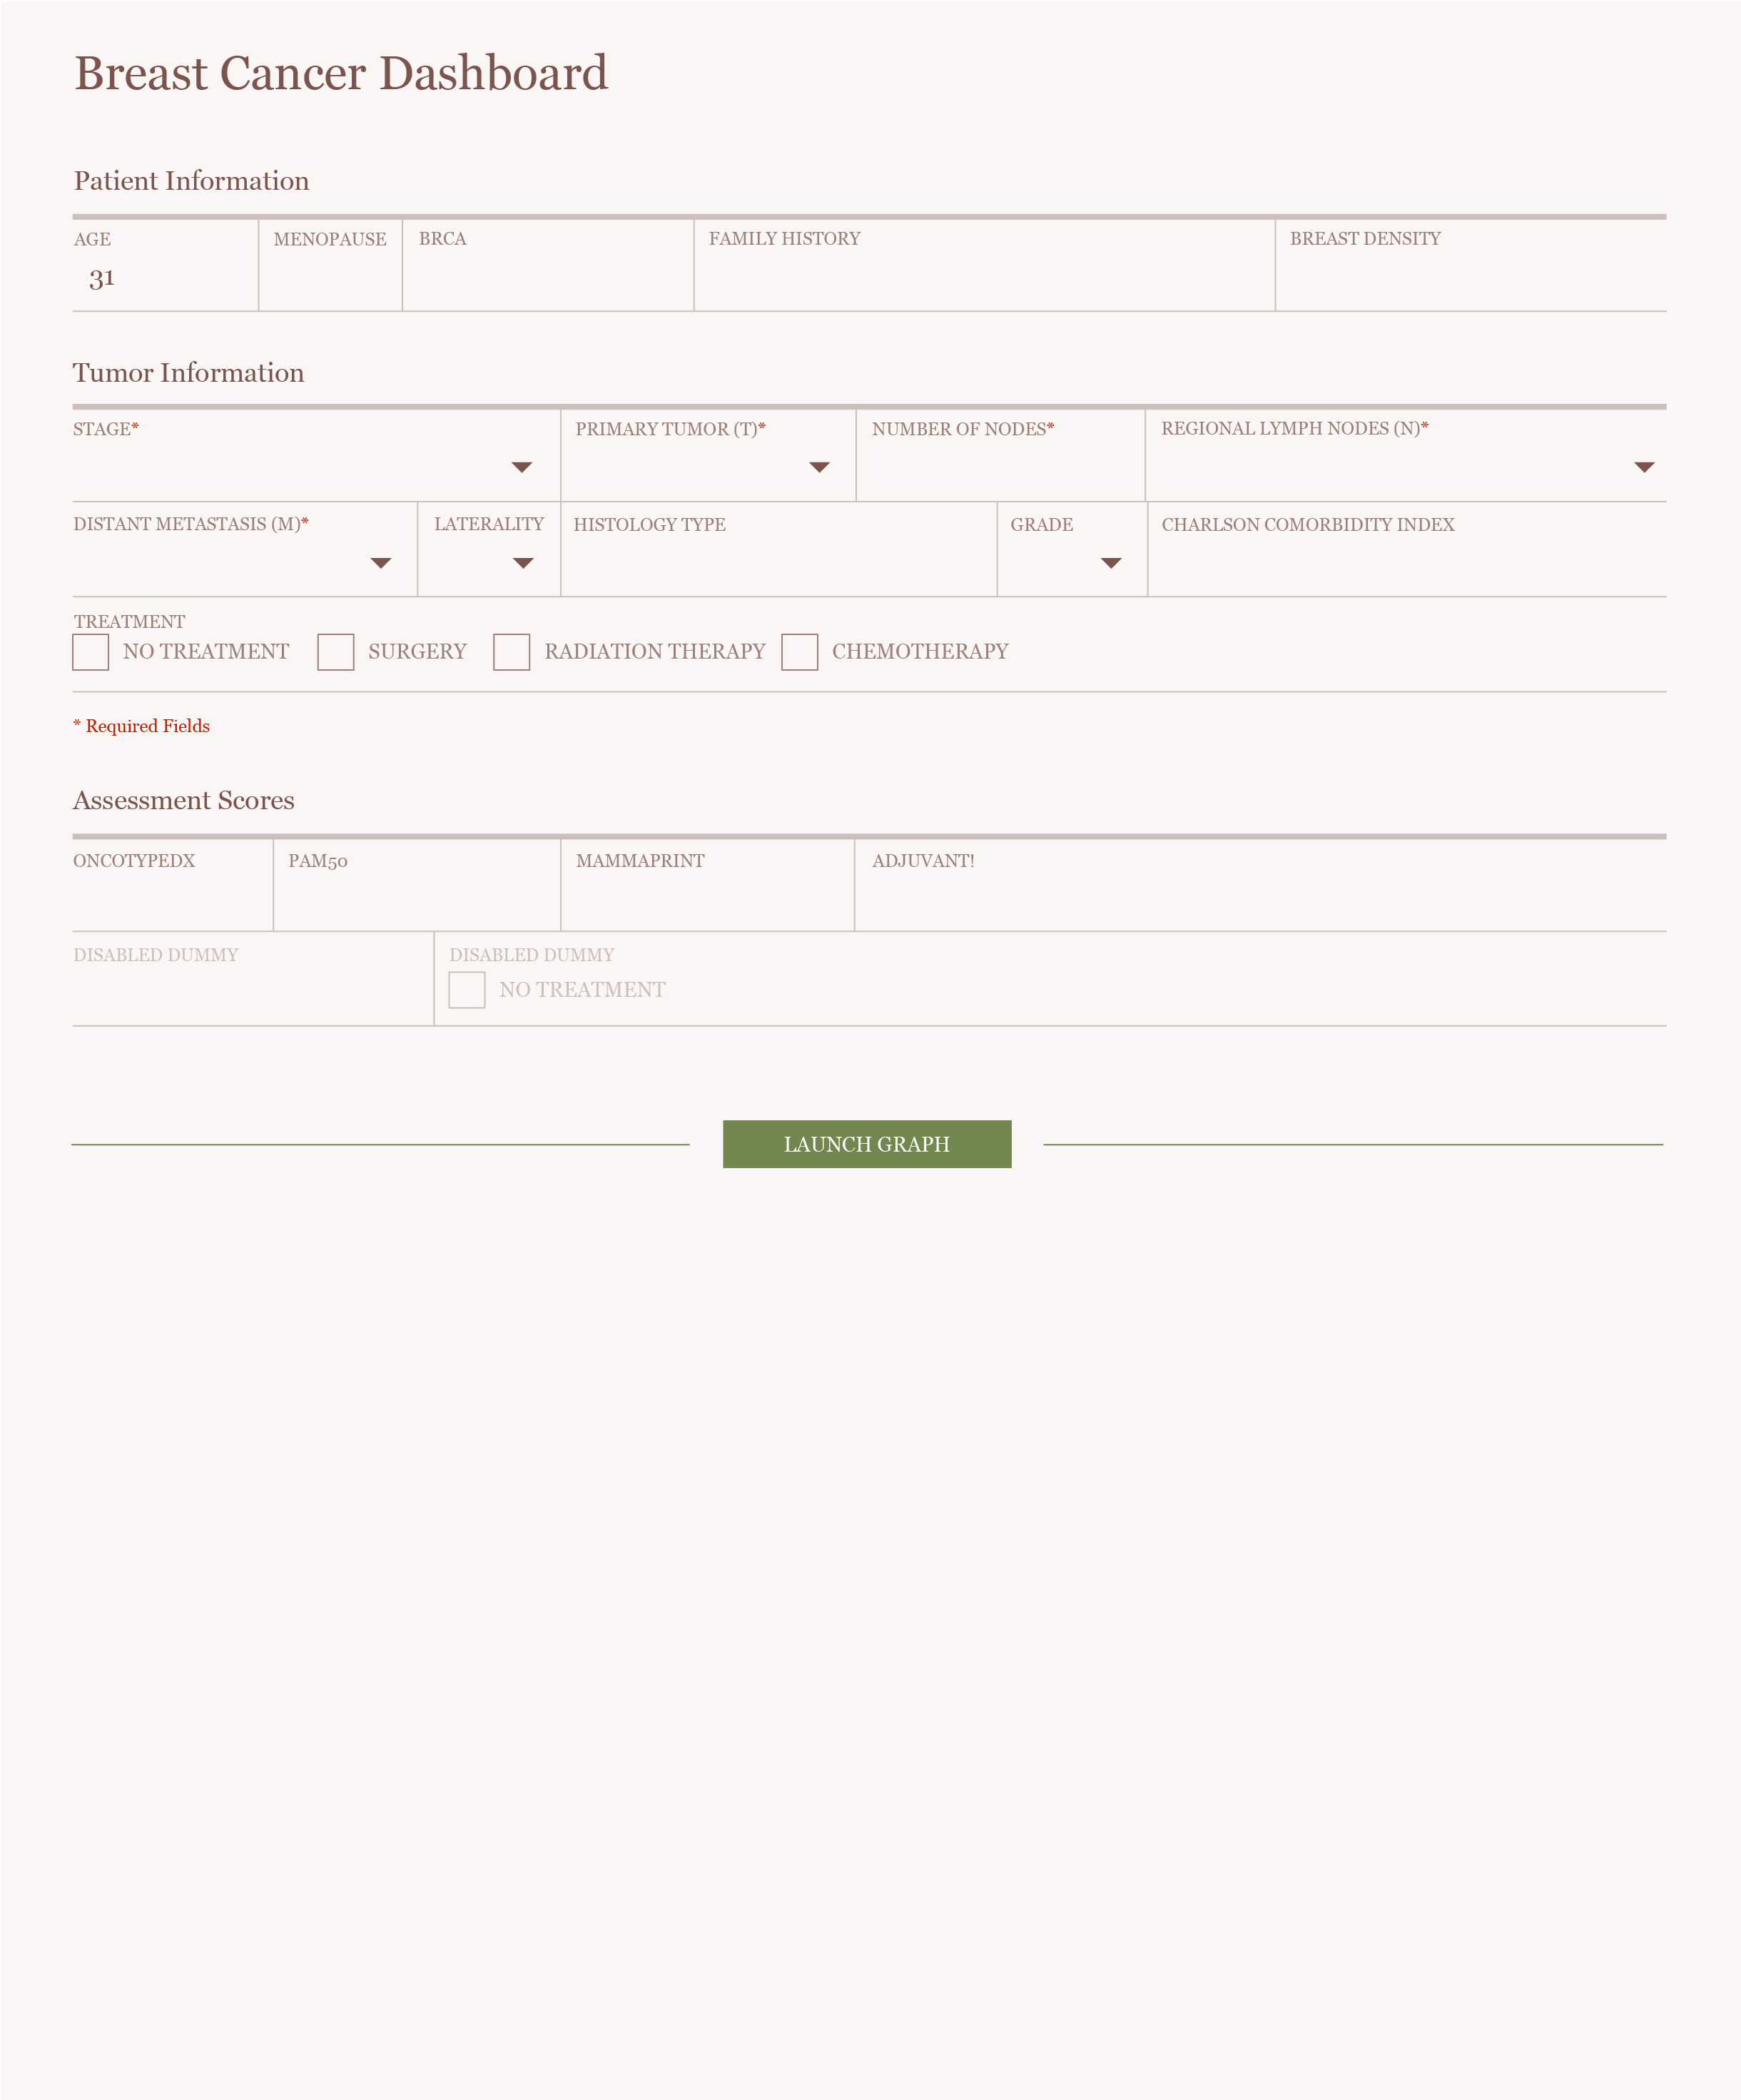 Breast Cancer Dashboard
Patient Information
AGE MENOPAUSE BRCA FAMILY HISTORY BREAST DENSITY
31
Tumor Information
STAGE* PRIMARY TUMOR (T)* NUMBER OF NODES* REGIONAL LYMPH NODES (N)*
DISTANT METASTASIS (M)* LATERALITY HISTOLOGY TYPE GRADE CHARLSON COMORBIDITY INDEX
TREATMENT
NO TREATMENT SURGERY RADIATION THERAPY CHEMOTHERAPY
* Required Fields
Assessment Scores
ONCOTYPEDX PAM50 MAMMAPRINT ADJUVANT!
DISABLED DUMMY DISABLED DUMMY
NO TREATMENT
LAUNCH GRAPH